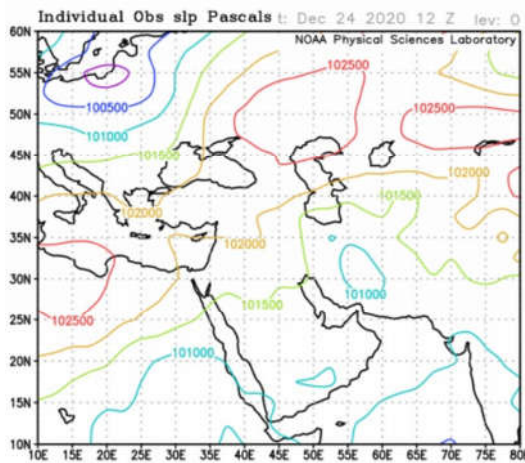 Individual Obs slp Pascals t: Dec 24 2020 12 Z lev: 0
NOAA Physical Sciences Laboratory
60N
55N
50N
45N
40N
35N
30N
25N
20N
15N
10N
10E 15E 20E 25E 30E 35E 40E 45E 50E 55E 60E 65E 70E 75E 80E
100500
101000
101500
102500
102500
102000
101500
102000
102000
101000
101500
102500
101000
101000